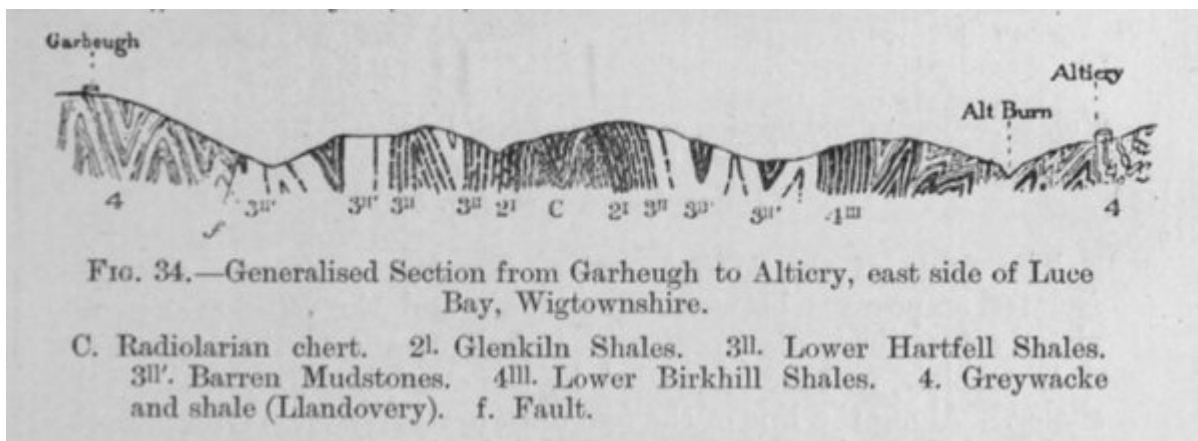 Garheugh
Altiery
Alt Burn
4 f 3II' 3II' 3II 3II 2I C 2I 3II 3II' 3II' 4III 4
FIG. 34.—Generalised Section from Garheugh to Alticry, east side of Luce
Bay, Wigtownshire.
C. Radiolarian chert. 2I. Glenkiln Shales. 3II. Lower Hartfell Shales.
3II'. Barren Mudstones. 4III. Lower Birkhill Shales. 4. Greywacke
and shale (Llandovery). f. Fault.